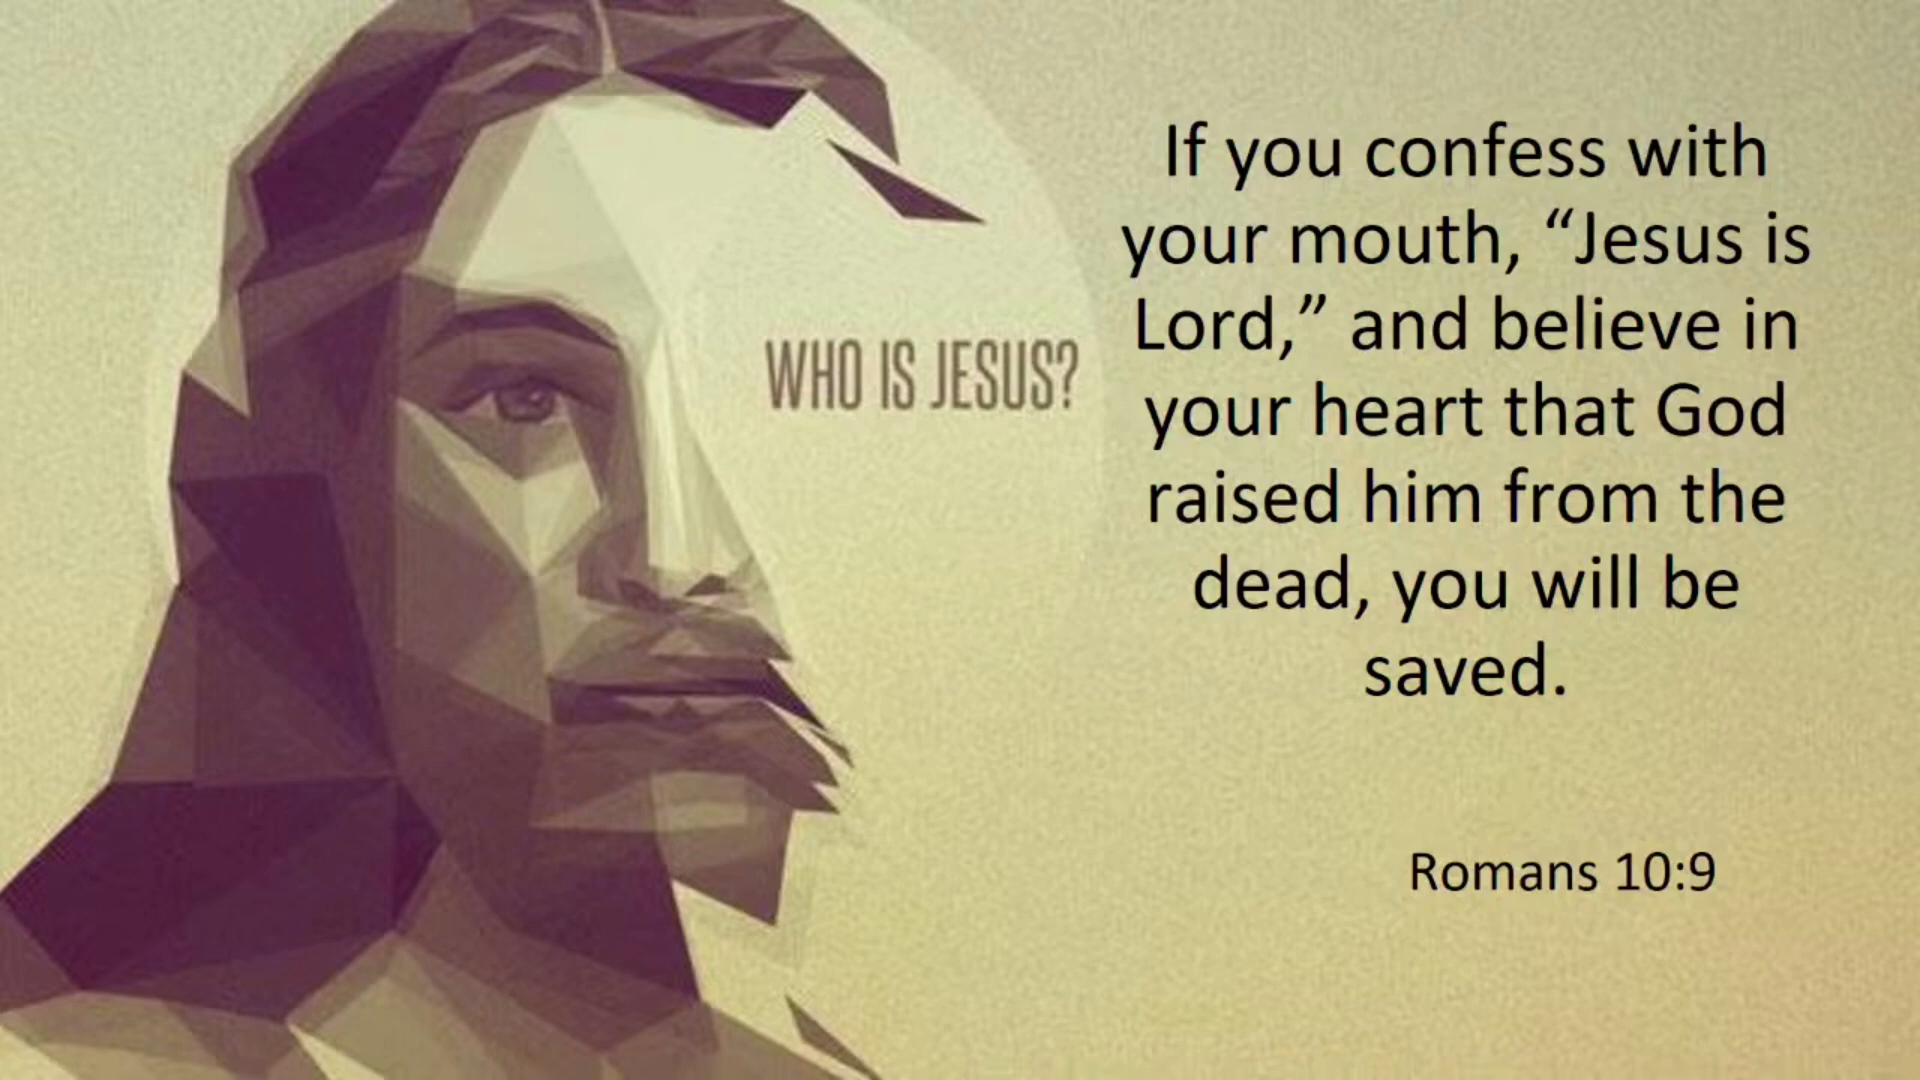 WHO IS JESUS?
If you confess with
your mouth, “Jesus is
Lord,” and believe in
your heart that God
raised him from the
dead, you will be
saved.
Romans 10:9